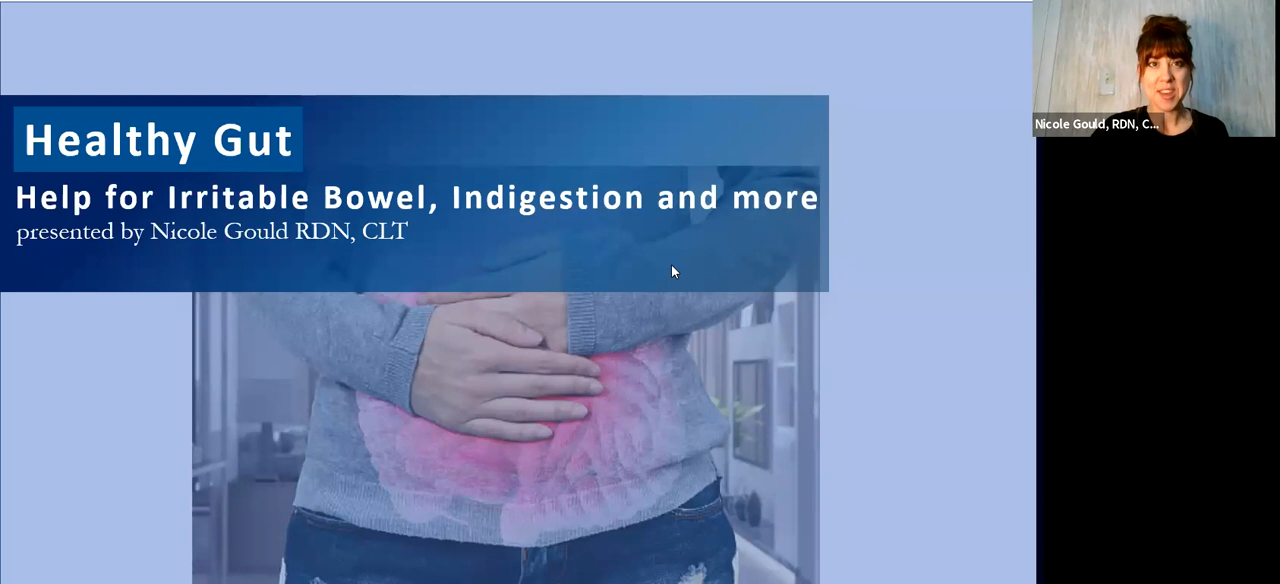 Healthy Gut
Help for Irritable Bowel, Indigestion and more
presented by Nicole Gould RDN, CLT
Nicole Gould, RDN, C...